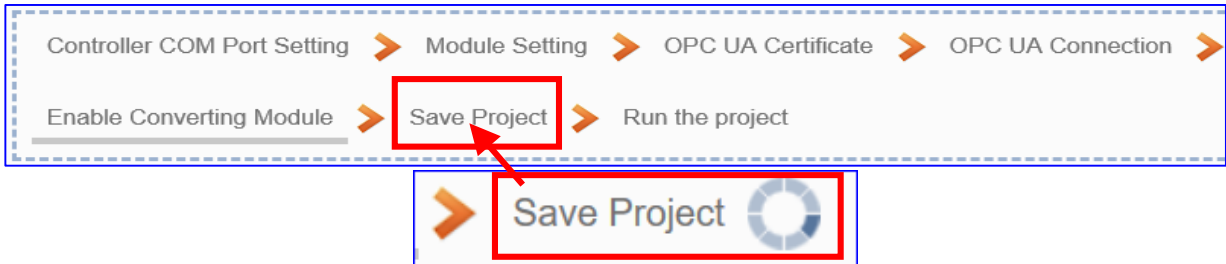 Controller COM Port Setting Module Setting OPC UA Certificate OPC UA Connection
Enable Converting Module Save Project Run the project
Save Project